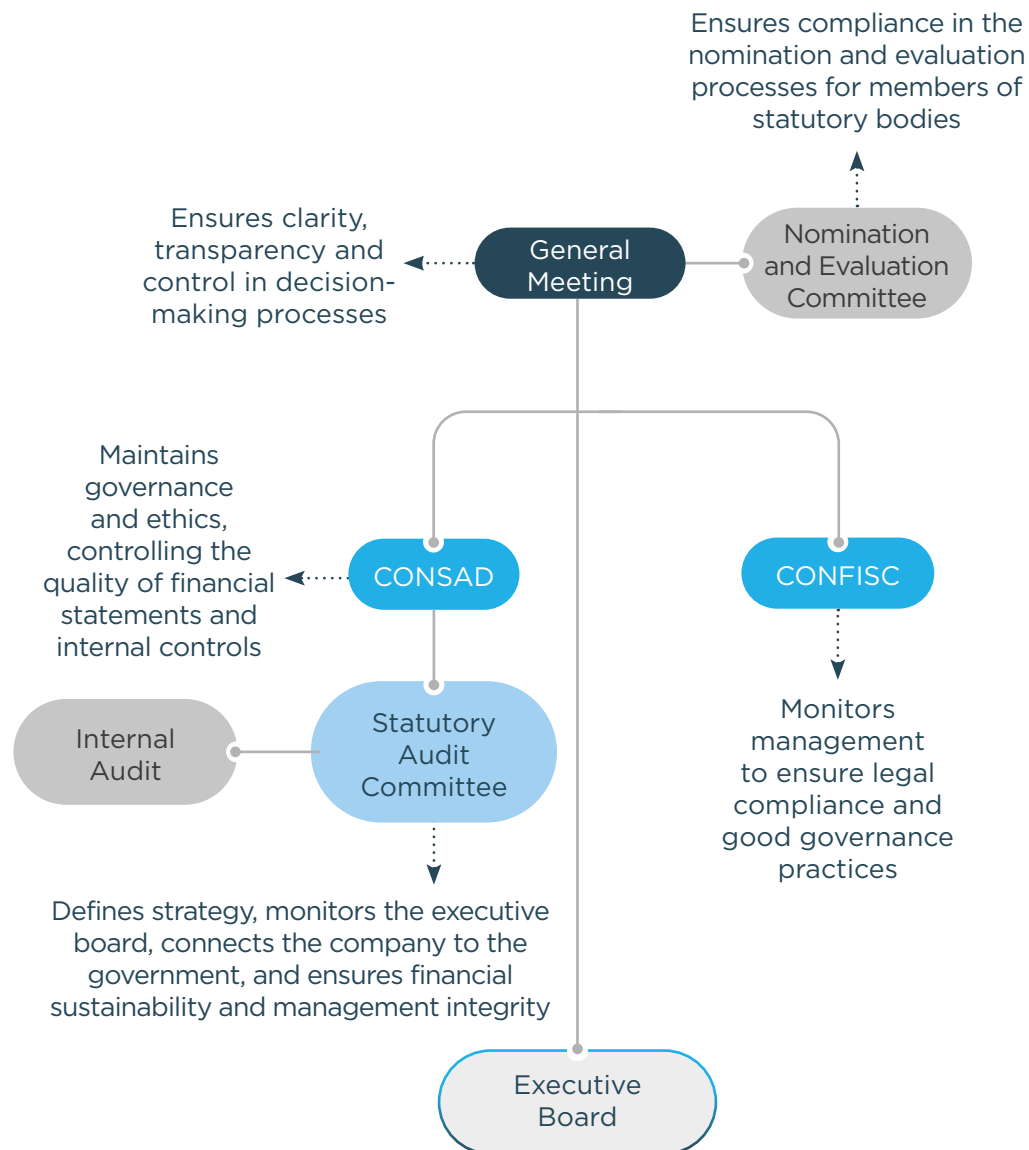 Ensures compliance in the
nomination and evaluation
processes for members of
statutory bodies
Ensures clarity,
transparency and
control in decision-
making processes
General
Meeting
Nomination
and Evaluation
Committee
Maintains
governance
and ethics,
controlling the
quality of financial
statements and
internal controls
CONSAD
CONFISC
Internal
Audit
Statutory
Audit
Committee
Monitors
management
to ensure legal
compliance and
good governance
practices
Defines strategy, monitors the executive
board, connects the company to the
government, and ensures financial
sustainability and management integrity
Executive
Board